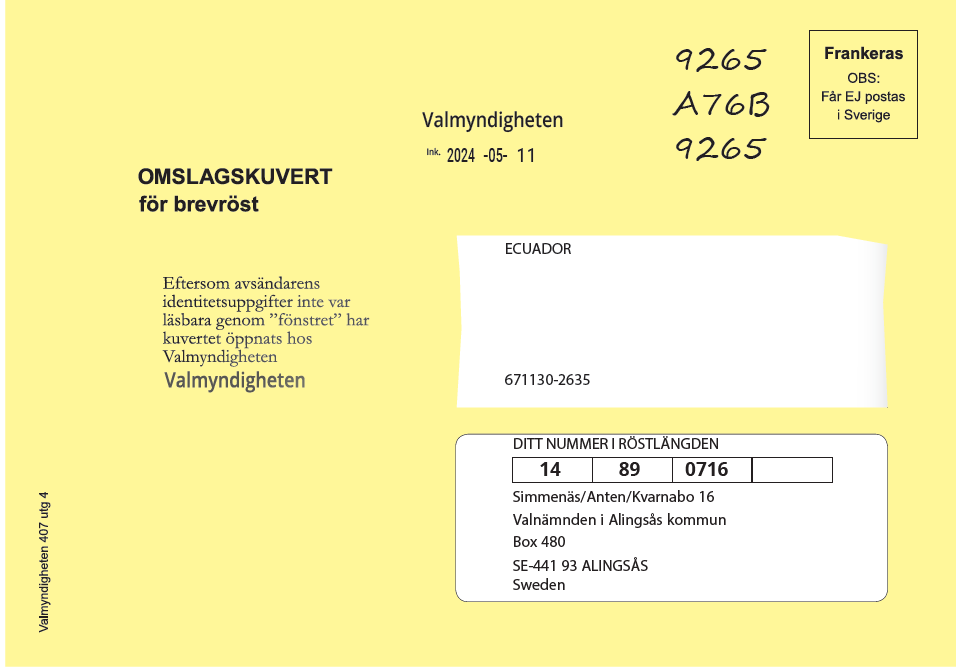 9265
A76B
9265
Frankeras
OBS:
Får EJ postas
i Sverige
Valmyndigheten
Ink. 2024 -05- 11
OMSLAGSKUVERT
för brevröst
Eftersom avsändarens
identitetsuppgifter inte var
läsbara genom ”fönstret” har
kuvertet öppnats hos
Valmyndigheten
Valmyndigheten
ECUADOR
671130-2635
DITT NUMMER I RÖSTLÄNGDEN
14 89 0716
Simmenäs/Anten/Kvarnabo 16
Valnämnden i Alingsås kommun
Box 480
SE-441 93 ALINGSÅS
Sweden
Valmyndigheten 407 utg 4